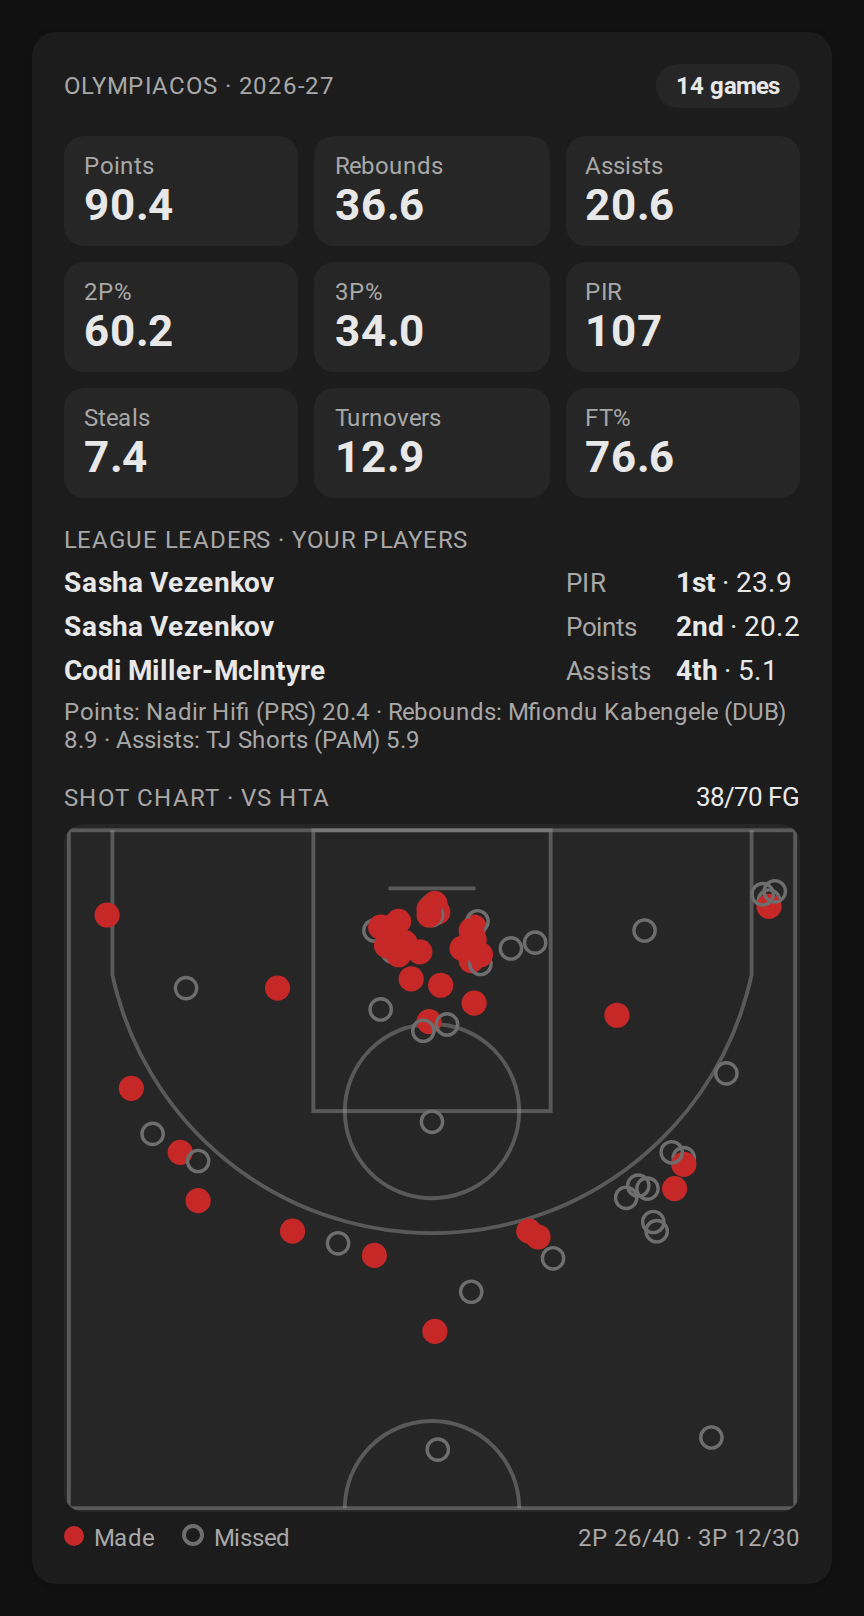 OLYMPIACOS · 2026-27
14 games
Points
90.4
Rebounds
36.6
Assists
20.6
2P%
60.2
3P%
34.0
PIR
107
Steals
7.4
Turnovers
12.9
FT%
76.6
LEAGUE LEADERS · YOUR PLAYERS
Sasha Vezenkov PIR 1st · 23.9
Sasha Vezenkov Points 2nd · 20.2
Codi Miller-McIntyre Assists 4th · 5.1
Points: Nadir Hifi (PRS) 20.4 · Rebounds: Mfiondu Kabengele (DUB)
8.9 · Assists: TJ Shorts (PAM) 5.9
SHOT CHART · VS HTA 38/70 FG
Made Missed 2P 26/40 · 3P 12/30